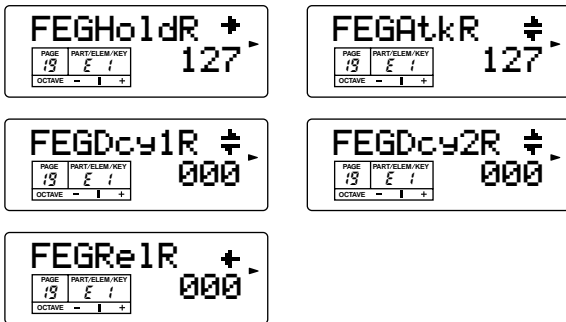 FEGHoldR
PAGE PART/ELEM/KEY
19 E 1 127
OCTAVE – +
FEGAtkR
PAGE PART/ELEM/KEY
19 E 1 127
OCTAVE – +
FEGDcy1R
PAGE PART/ELEM/KEY
19 E 1 000
OCTAVE – +
FEGDcy2R
PAGE PART/ELEM/KEY
19 E 1 000
OCTAVE – +
FEGRelR
PAGE PART/ELEM/KEY
19 E 1 000
OCTAVE – +